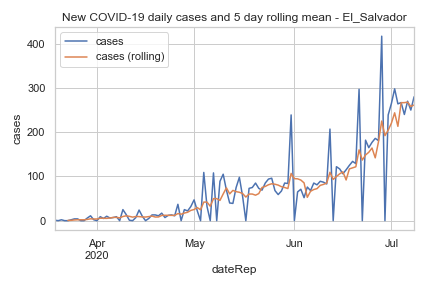 New COVID-19 daily cases and 5 day rolling mean - El_Salvador
cases
cases (rolling)
400
300
200
100
0
cases
Apr
2020
May
Jun
Jul
dateRep